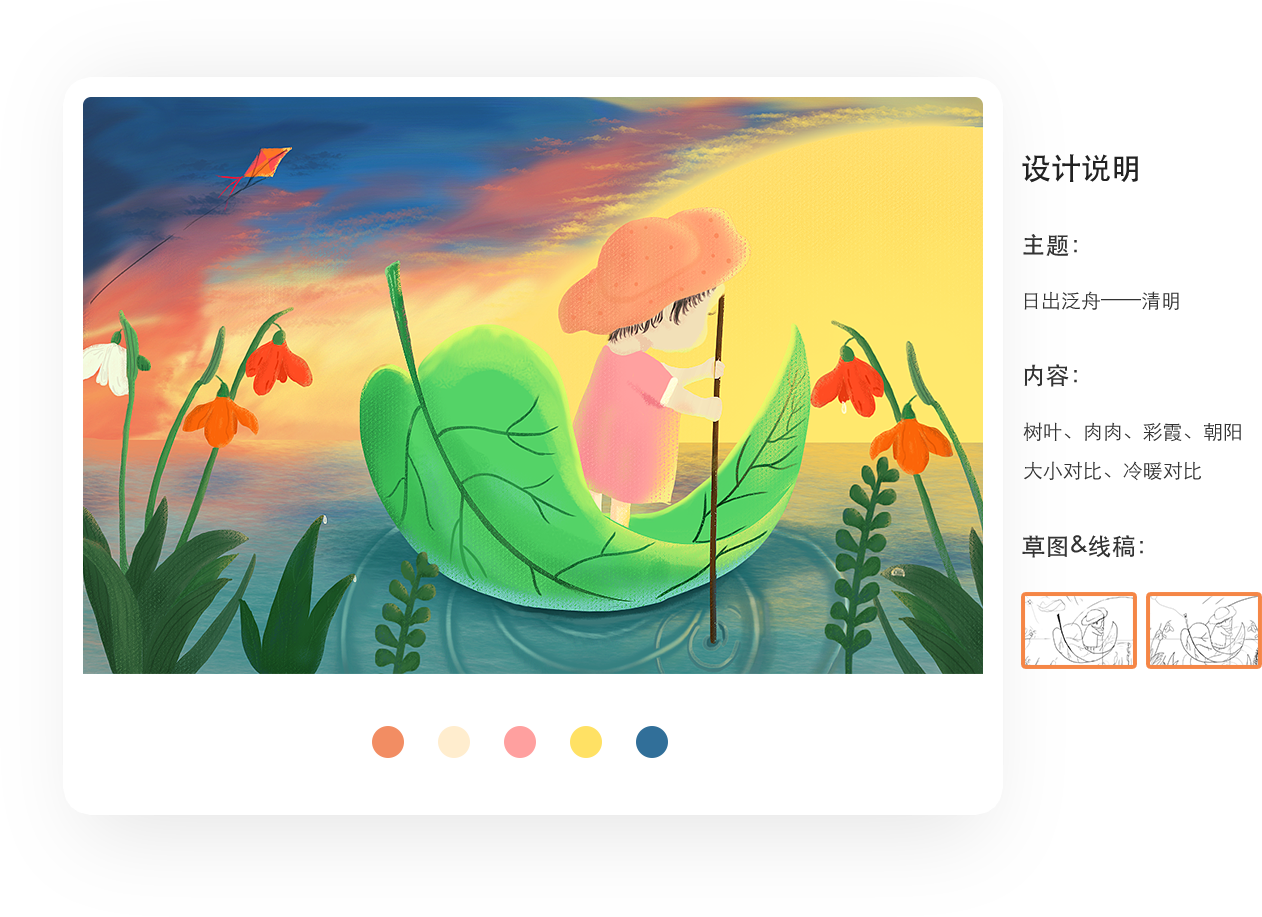 设计说明
主题：
日出泛舟——清明
内容：
树叶、肉肉、彩霞、朝阳
大小对比、冷暖对比
草图&线稿：